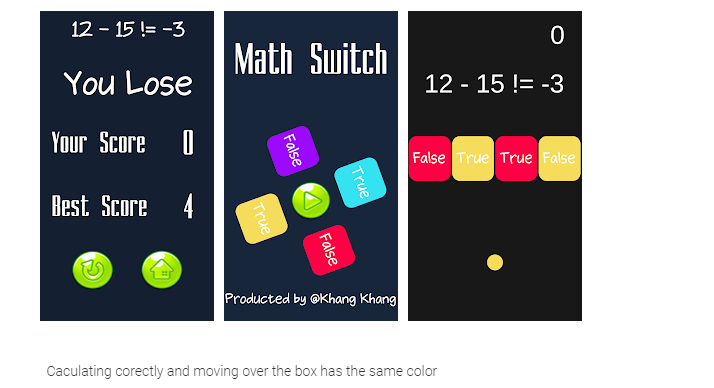 12 - 15 != -3
You Lose
Your Score 0
Best Score 4
Math Switch
False
True
True
False
Producted by @Khang Khang
0
12 - 15 != -3
False True True False
Caculating corectly and moving over the box has the same color